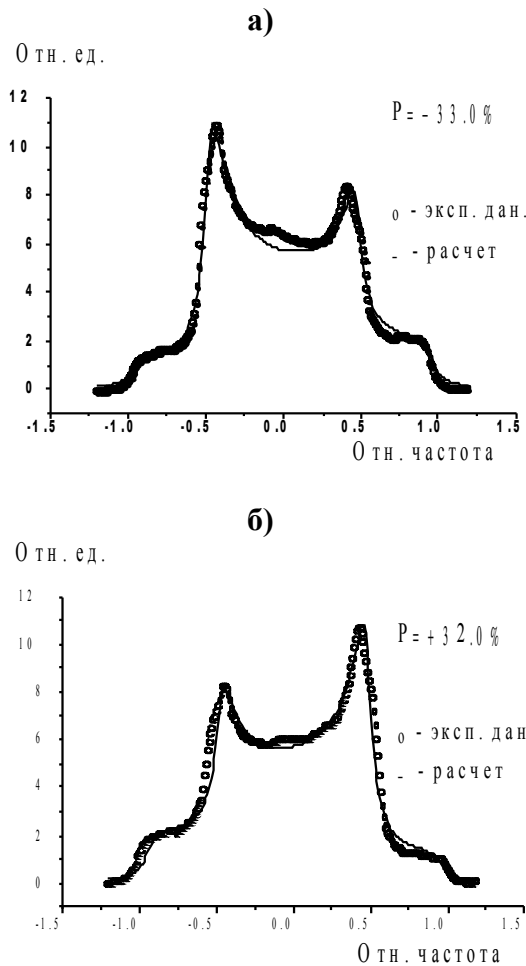 а)
Отн. ед.
12
P = - 33.0 %
10
8
о - эксп. дан.
6
- - расчет
4
2
0
-1.5 -1.0 -0.5 0.0 0.5 1.0 1.5
Отн. частота
б)
Отн. ед.
12
P = + 32.0 %
10
8
о - эксп. дан
6
- - расчет
4
2
0
-1.5 -1.0 -0.5 0.0 0.5 1.0 1.5
Отн. частота